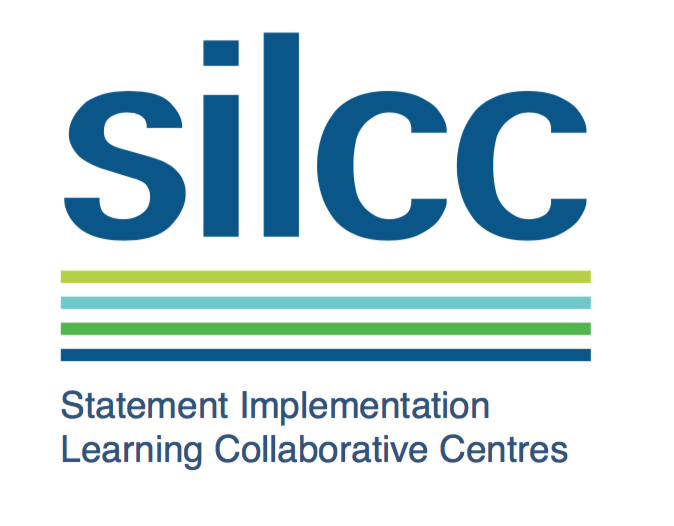 silcc
Statement Implementation
Learning Collaborative Centres